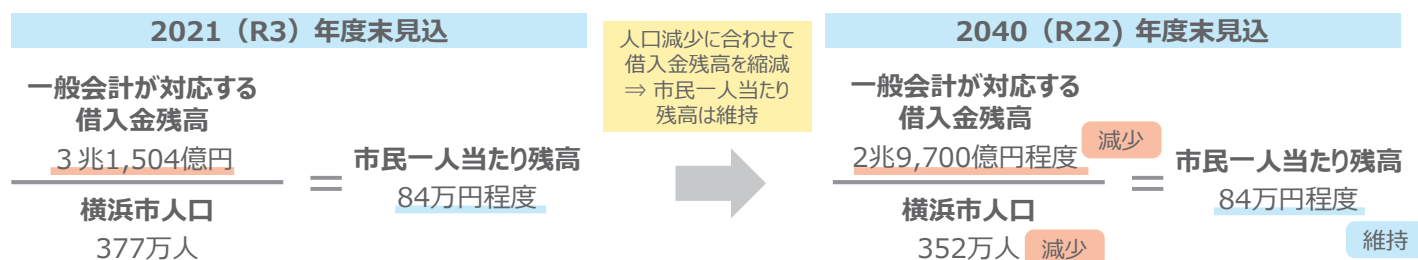 2021（R3）年度末見込
一般会計が対応する
借入金残高
3兆1,504億円
横浜市人口
377万人
＝
市民一人当たり残高
84万円程度
人口減少に合わせて
借入金残高を縮減
⇒ 市民一人当たり
残高は維持
2040（R22）年度末見込
一般会計が対応する
借入金残高
2兆9,700億円程度
減少
横浜市人口
352万人
減少
＝
市民一人当たり残高
84万円程度
維持